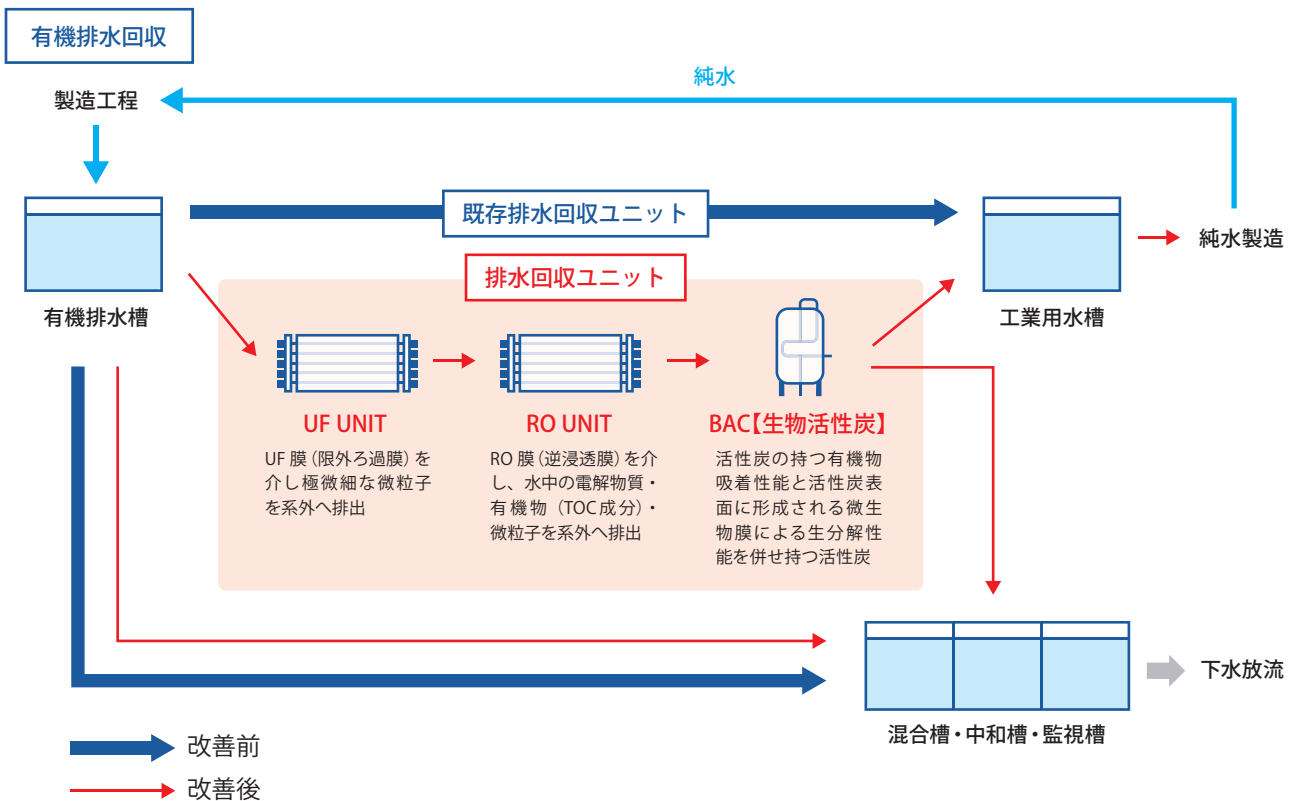 有機排水回収
製造工程
純水
既存排水回収ユニット
純水製造
排水回収ユニット
有機排水槽
工業用水槽
UF UNIT
UF 膜（限外ろ過膜）を
介し極微細な微粒子
を系外へ排出
RO UNIT
RO 膜（逆浸透膜）を介
し、水中の電解物質・
有機物（TOC成分）・
微粒子を系外へ排出
BAC【生物活性炭】
活性炭の持つ有機物
吸着性能と活性炭表
面に形成される微生
物膜による生分解性
能を併せ持つ活性炭
下水放流
混合槽・中和槽・監視槽
改善前
改善後